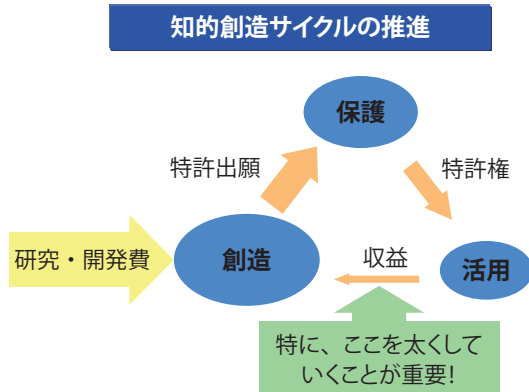 知的創造サイクルの推進
保護
特許出願
特許権
研究・開発費
創造
収益
活用
特に、ここを太くして
いくことが重要!